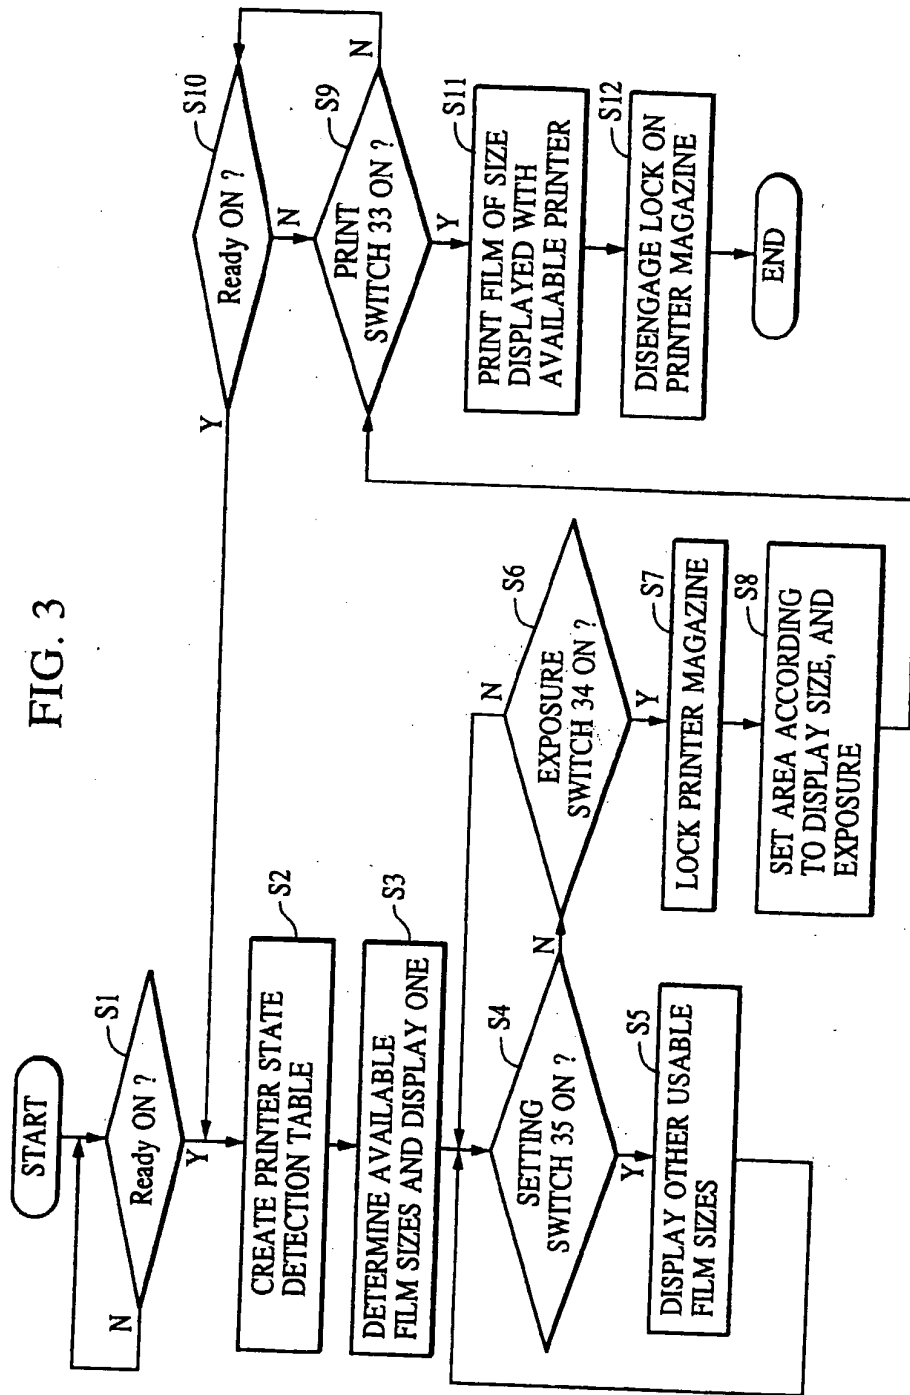 FIG. 3
START
S1
Ready ON ?
N
Y
S2
CREATE PRINTER STATE
DETECTION TABLE
S3
DETERMINE AVAILABLE
FILM SIZES AND DISPLAY ONE
S4
SETTING
SWITCH 35 ON ?
N
Y
S5
DISPLAY OTHER USABLE
FILM SIZES
S6
EXPOSURE
SWITCH 34 ON ?
N
Y
S7
LOCK PRINTER MAGAZINE
S8
SET AREA ACCORDING
TO DISPLAY SIZE, AND
EXPOSURE
S10
Ready ON ?
Y
N
S9
PRINT
SWITCH 33 ON ?
N
Y
S11
PRINT FILM OF SIZE
DISPLAYED WITH
AVAILABLE PRINTER
S12
DISENGAGE LOCK ON
PRINTER MAGAZINE
END